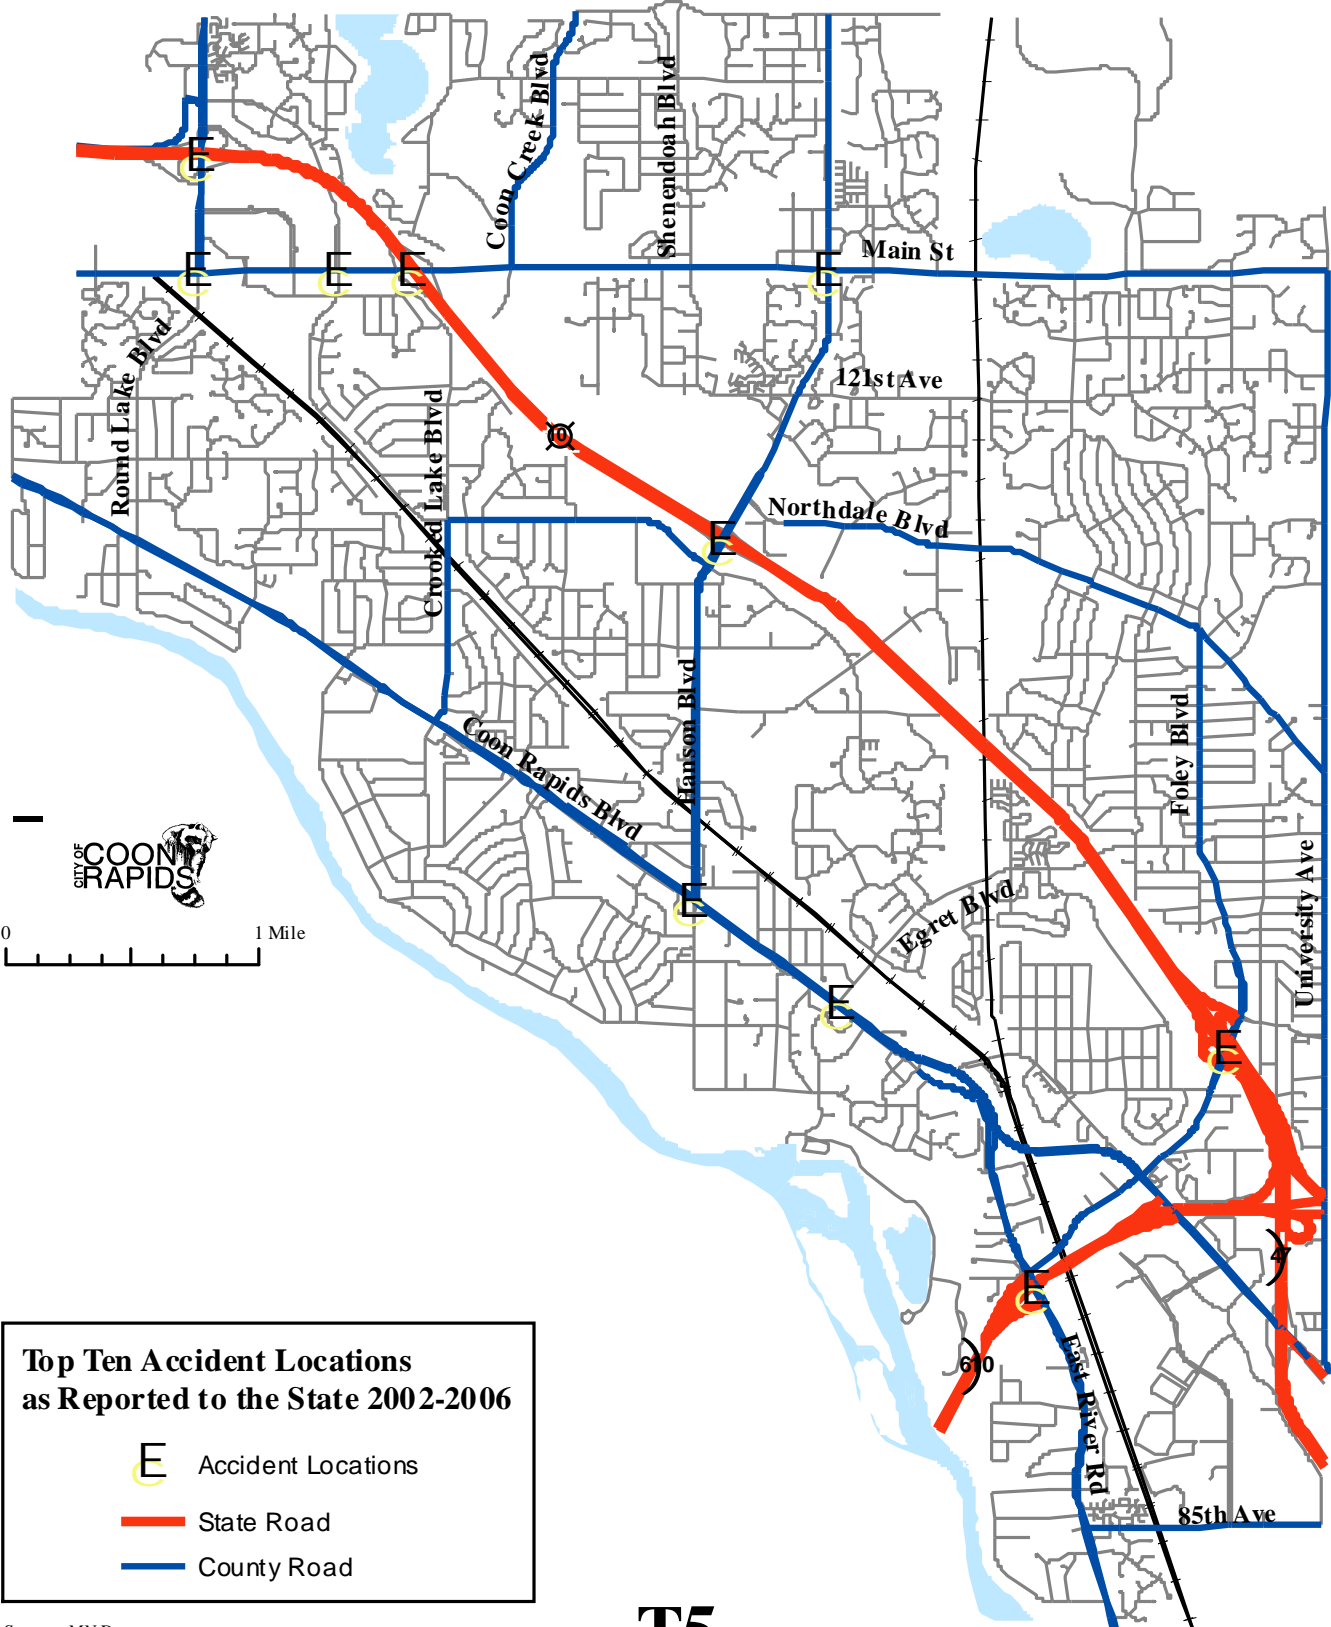 Coon Creek Blvd
Shenendoah Blvd
Main St
Round Lake Blvd
121st Ave
Crooked Lake Blvd
10
Northdale Blvd
Hanson Blvd
Foley Blvd
Coon Rapids Blvd
CITY OF
COON
RAPIDS
Egret Blvd
University Ave
0 1 Mile
47
610
East River Rd
85th Ave
E
E
E
E
E
E
E
E
E
E
Top Ten Accident Locations
as Reported to the State 2002-2006
E Accident Locations
State Road
County Road
T5